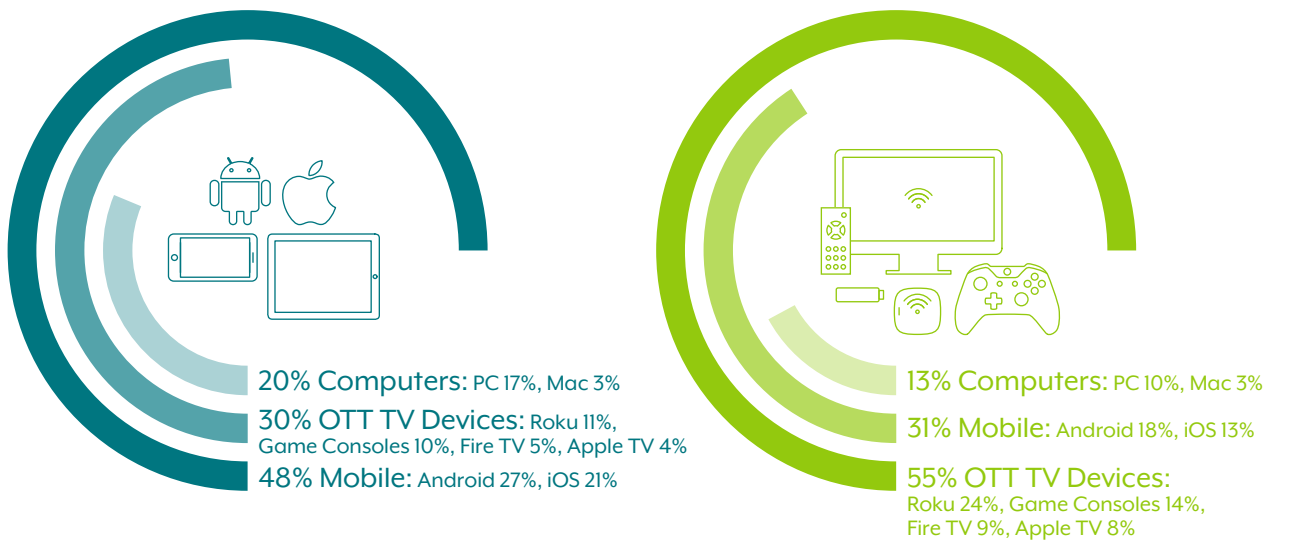 20% Computers: PC 17%, Mac 3%
30% OTT TV Devices: Roku 11%,
Game Consoles 10%, Fire TV 5%, Apple TV 4%
48% Mobile: Android 27%, iOS 21%
13% Computers: PC 10%, Mac 3%
31% Mobile: Android 18%, iOS 13%
55% OTT TV Devices:
Roku 24%, Game Consoles 14%,
Fire TV 9%, Apple TV 8%